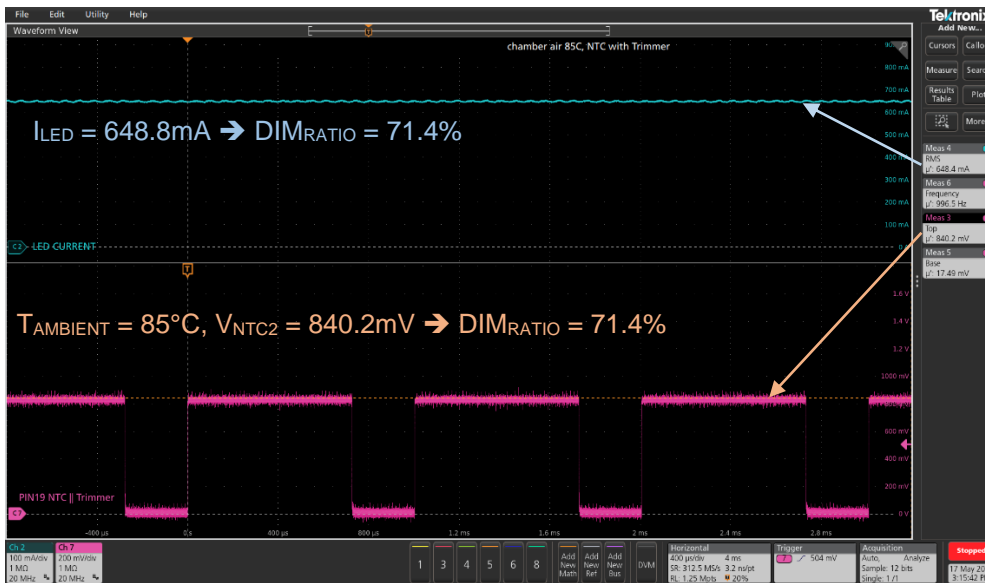 File Edit Utility Help
Tektronix
Waveform View
Add New...
chamber air 85C, NTC with Trimmer
900 mA
Cursors
Callo
800 mA
Measure
Searc
700 mA
Results Table
Plot
600 mA
More
ILED = 648.8mA ➔ DIMRATIO = 71.4%
500 mA
400 mA
Meas 4
RMS
µ': 648.4 mA
300 mA
Meas 6
Frequency
µ': 996.5 Hz
200 mA
100 mA
Meas 3
Top
µ': 840.2 mV
C2 LED CURRENT
0 A
Meas 5
Base
µ': 17.49 mV
T
1.6 V
TAMBIENT = 85°C, VNTC2 = 840.2mV ➔ DIMRATIO = 71.4%
1.4 V
1.2 V
1000 mV
600 mV
400 mV
200 mV
PIN19 NTC || Trimmer
C7
0 V
-400 µs 0 s 400 µs 800 µs 1.2 ms 1.6 ms 2 ms 2.4 ms 2.8 ms
Ch 2
100 mA/div
1 MΩ
20 MHz
Ch 7
200 mV/div
1 MΩ
20 MHz
1 3 4 5 6 8
Add New Math
Add New Ref
Add New Bus
DVM
Horizontal
400 µs/div 4 ms
SR: 312.5 MS/s 3.2 ns/pt
RL: 1.25 Mpts 20%
Trigger
7 504 mV
Acquisition
Auto, Analyze
Sample: 12 bits
Single: 1 /1
Stopped
17 May 20
3:15:42 P